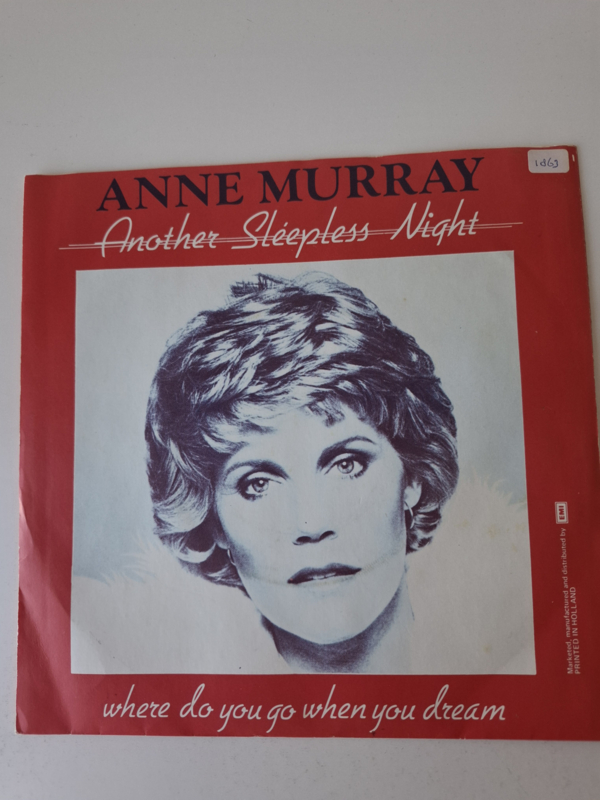 ANNE MURRAY
Another Sleepless Night
where do you go when you dream
Marketed, manufactured and distributed by EMI
PRINTED IN HOLLAND